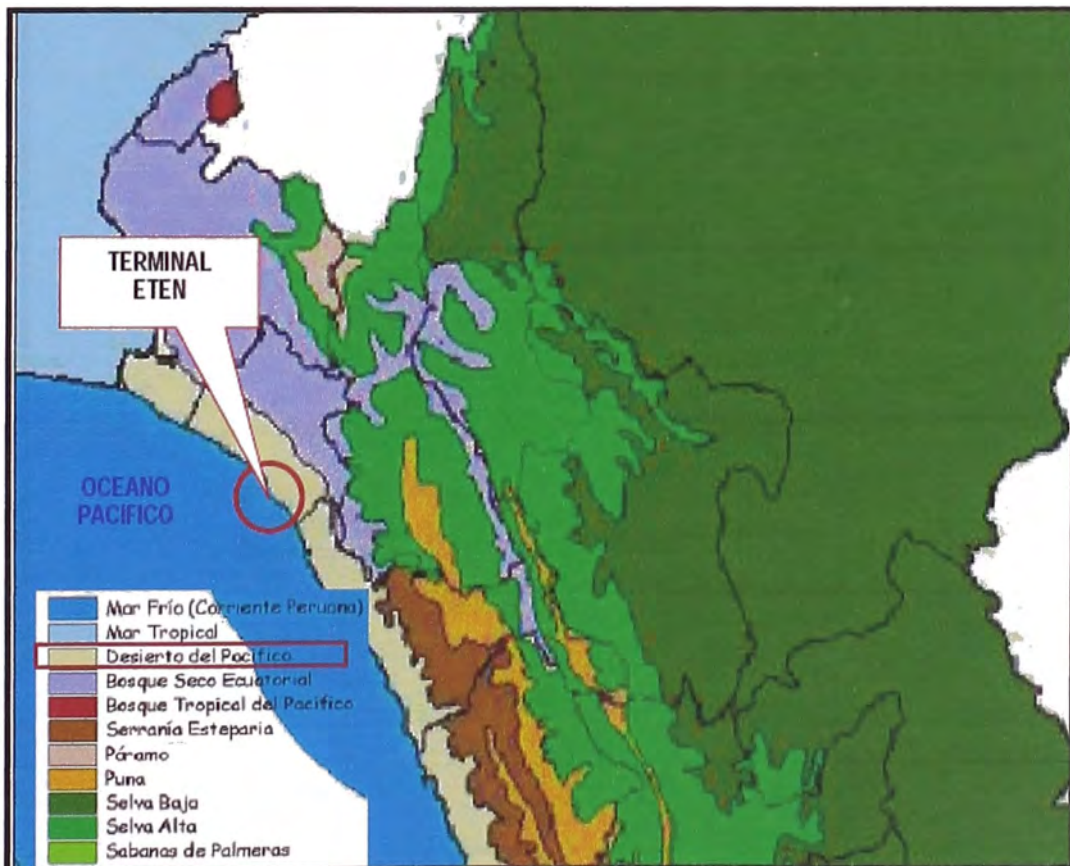 TERMINAL
ETEN
OCEANO
PACIFICO
Mar Frío (Corriente Peruana)
Mar Tropical
Desierto del Pacífico
Bosque Seco Ecuatorial
Bosque Tropical del Pacífico
Serranía Esteparia
Páramo
Puna
Selva Baja
Selva Alta
Sabanas de Palmeras